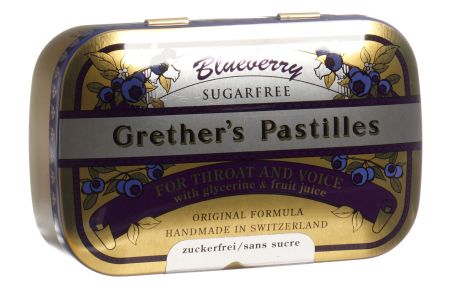 Blueberry
SUGARFREE
Grether's Pastilles
FOR THROAT AND VOICE
with glycerine & fruit juice
ORIGINAL FORMULA
HANDMADE IN SWITZERLAND
zuckerfrei/sans sucre